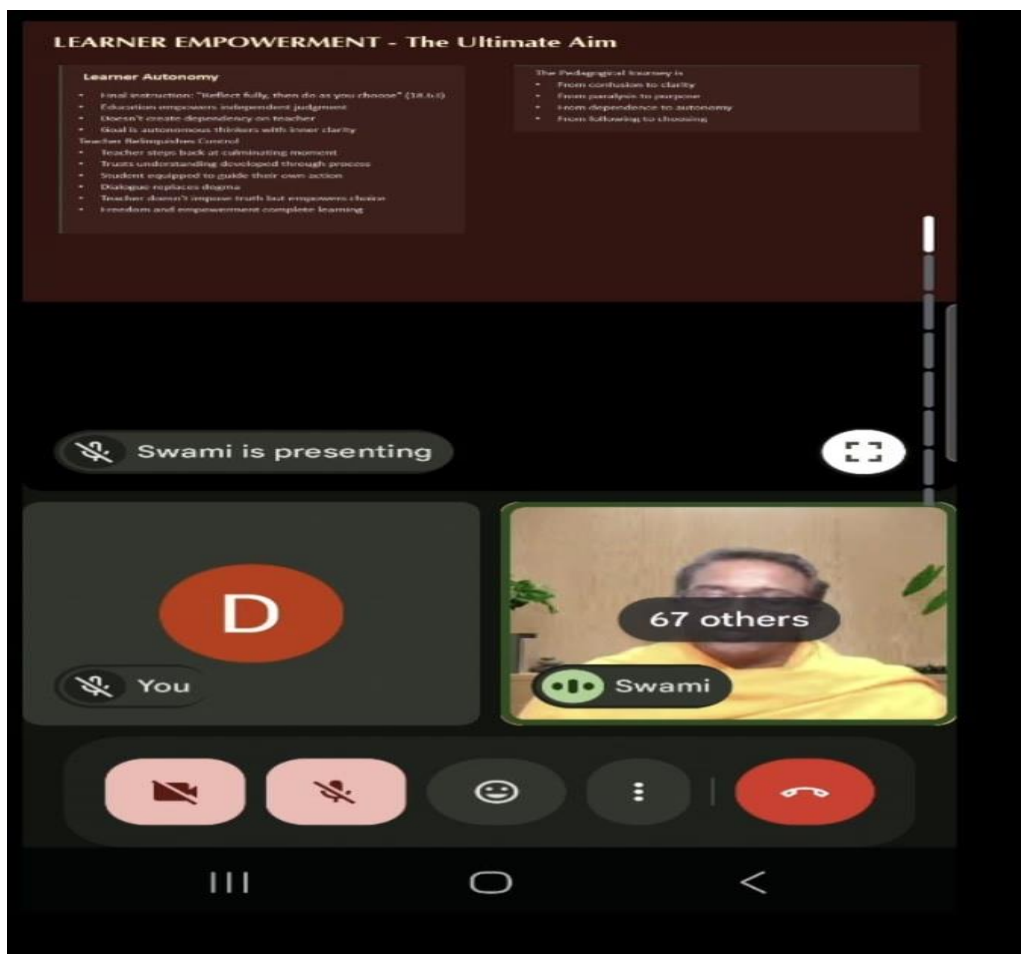 LEARNER EMPOWERMENT - The Ultimate Aim
Learner Autonomy
• Final instruction: "Reflect fully, then do as you choose" (18.63)
• Education empowers independent judgment
• Doesn't create dependency on teacher
• Goal is autonomous thinkers with inner clarity
Teacher Relinquishes Control
• Teacher steps back at culminating moment
• Trusts understanding developed through process
• Student equipped to guide their own action
• Dialogue replaces dogma
• Teacher doesn't impose truth but empowers choice
• Freedom and empowerment complete learning
The Pedagogical Journey is
• From confusion to clarity
• From paralysis to purpose
• From dependence to autonomy
• From following to choosing
Swami is presenting
D
You
67 others
Swami